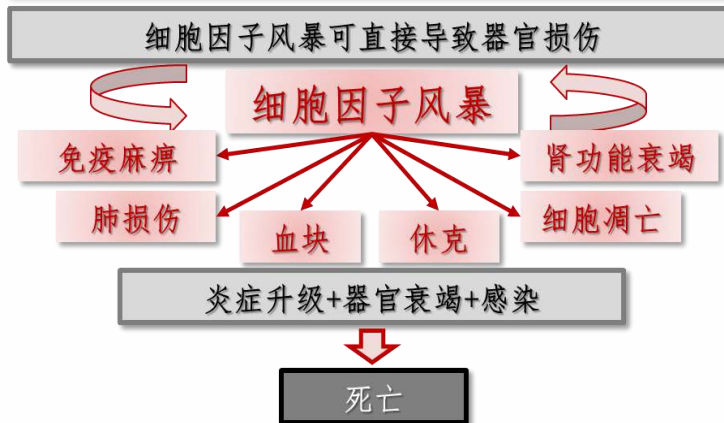 细胞因子风暴可直接导致器官损伤
细胞因子风暴
免疫麻痹
肾功能衰竭
肺损伤
细胞凋亡
血块
休克
炎症升级+器官衰竭+感染
死亡